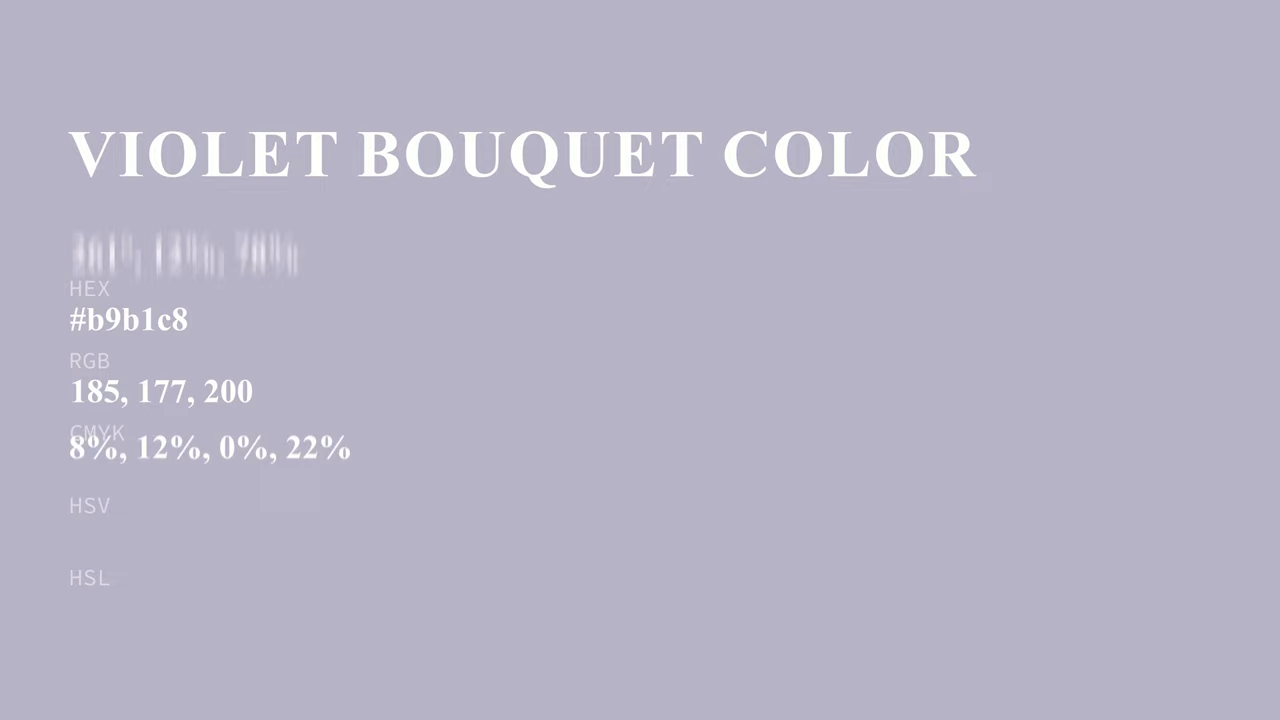 VIOLET BOUQUET COLOR
HEX
#b9b1c8
RGB
185, 177, 200
CMYK
8%, 12%, 0%, 22%
HSV
HSL